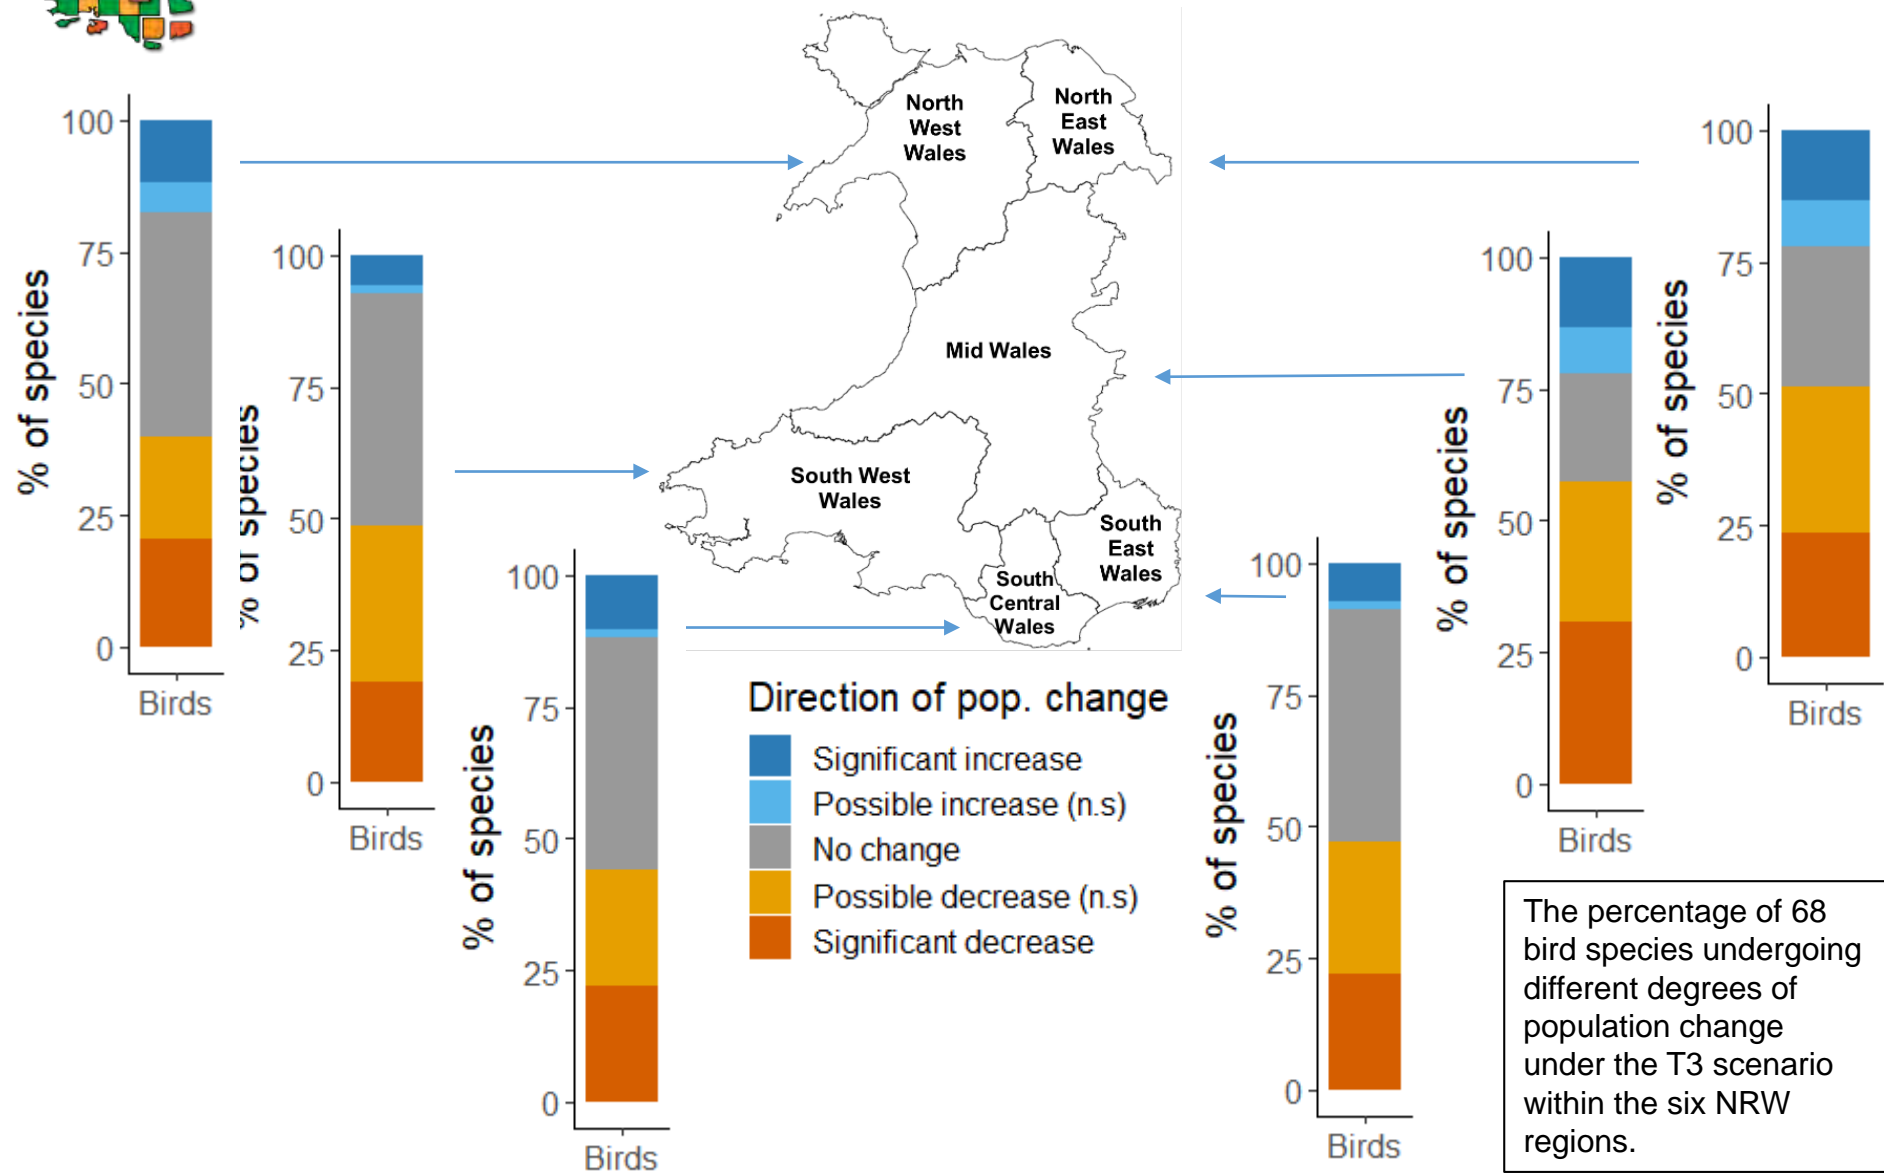 North
West
Wales
North
East
Wales
Mid Wales
South West
Wales
South
East
Wales
South
Central
Wales
100
75
50
25
0
% of species
Birds
100
75
50
25
0
% of species
Birds
100
75
50
25
0
% of species
Birds
Direction of pop. change
Significant increase
Possible increase (n.s)
No change
Possible decrease (n.s)
Significant decrease
100
75
50
25
0
% of species
Birds
100
75
50
25
0
% of species
Birds
100
75
50
25
0
% of species
Birds
The percentage of 68
bird species undergoing
different degrees of
population change
under the T3 scenario
within the six NRW
regions.